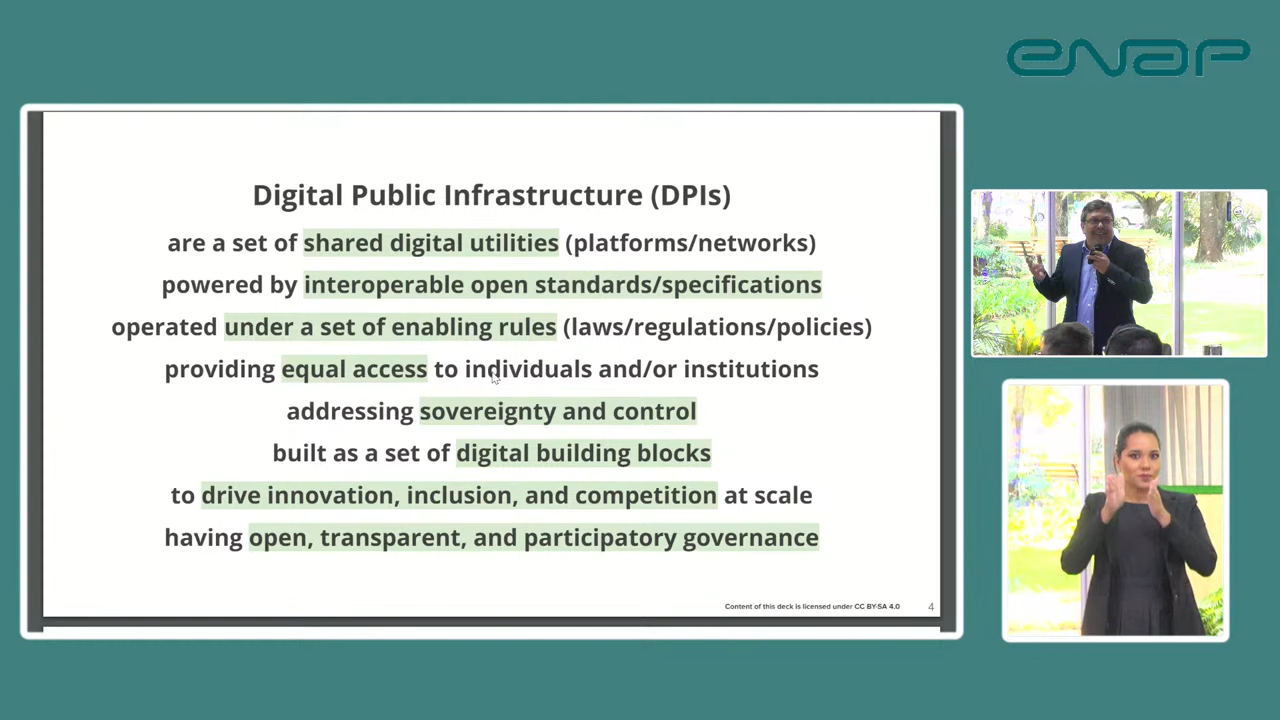 enap
Digital Public Infrastructure (DPIs)
are a set of shared digital utilities (platforms/networks)
powered by interoperable open standards/specifications
operated under a set of enabling rules (laws/regulations/policies)
providing equal access to individuals and/or institutions
addressing sovereignty and control
built as a set of digital building blocks
to drive innovation, inclusion, and competition at scale
having open, transparent, and participatory governance
Content of this deck is licensed under CC BY-SA 4.0
4